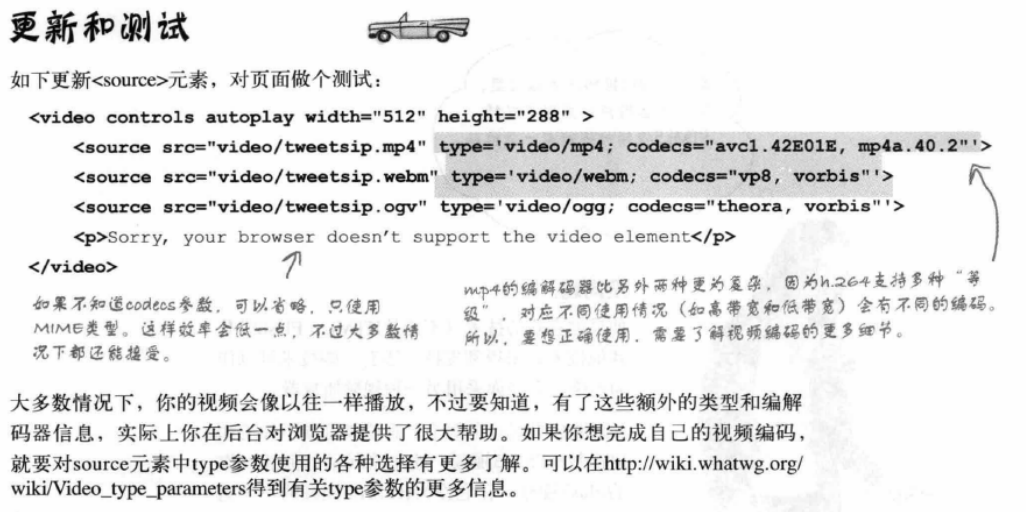 更新和测试
如下更新<source>元素，对页面做个测试：
<video controls autoplay width="512" height="288" >
<source src="video/tweetsip.mp4" type='video/mp4; codecs="avc1.42E01E, mp4a.40.2"'>
<source src="video/tweetsip.webm" type='video/webm; codecs="vp8, vorbis"'>
<source src="video/tweetsip.ogv" type='video/ogg; codecs="theora, vorbis"'>
<p>Sorry, your browser doesn't support the video element</p>
</video>
如果不知道codecs参数，可以省略，只使用
MIME类型。这样效率会低一点，不过大多数情
况下都还能接受。
mp4的编解码器比另外两种更为复杂，因为h.264支持多种“等
级”，对应不同使用情况（如高带宽和低带宽）会有不同的编码。
所以，要想正确使用，需要了解视频编码的更多细节。
大多数情况下，你的视频会像以往一样播放，不过要知道，有了这些额外的类型和编解
码器信息，实际上你在后台对浏览器提供了很大帮助。如果你想完成自己的视频编码，
就要对source元素中type参数使用的各种选择有更多了解。可以在http://wiki.whatwg.org/
wiki/Video_type_parameters得到有关type参数的更多信息。